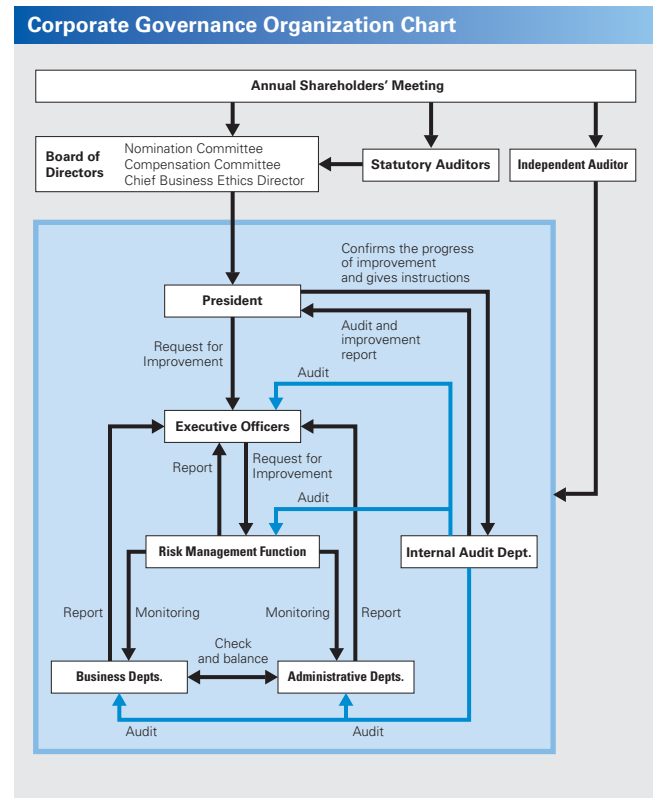 Corporate Governance Organization Chart
Annual Shareholders’ Meeting
Board of
Directors
Nomination Committee
Compensation Committee
Chief Business Ethics Director
Statutory Auditors
Independent Auditor
Confirms the progress
of improvement
and gives instructions
President
Audit and
improvement
report
Request for
Improvement
Audit
Executive Officers
Report
Request for
Improvement
Audit
Risk Management Function
Internal Audit Dept.
Report
Monitoring
Monitoring
Report
Check
and balance
Business Depts.
Administrative Depts.
Audit
Audit